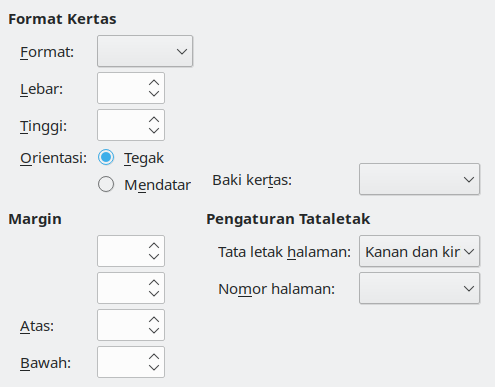 Format Kertas
Format:
Lebar:
Tinggi:
Orientasi: Tegak
Mendatar
Baki kertas:
Margin
Pengaturan Tataletak
Tata letak halaman: Kanan dan kir
Nomor halaman:
Atas:
Bawah: